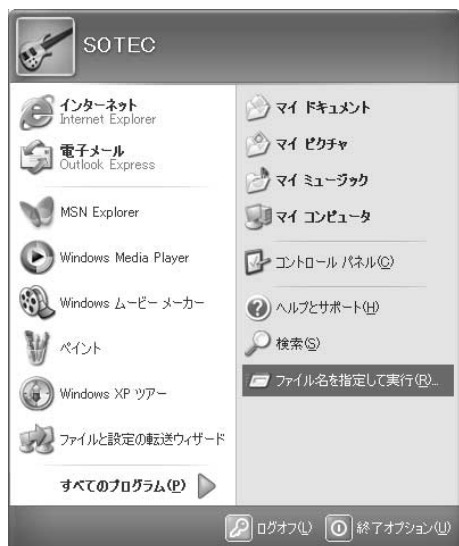 SOTEC
インターネット
Internet Explorer
電子メール
Outlook Express
MSN Explorer
Windows Media Player
Windows ムービー メーカー
ペイント
Windows XP ツアー
ファイルと設定の転送ウィザード
すべてのプログラム(P)
マイ ドキュメント
マイ ピクチャ
マイ ミュージック
マイ コンピュータ
コントロール パネル(C)
ヘルプとサポート(H)
検索(S)
ファイル名を指定して実行(R)...
ログオフ(L)
終了オプション(U)